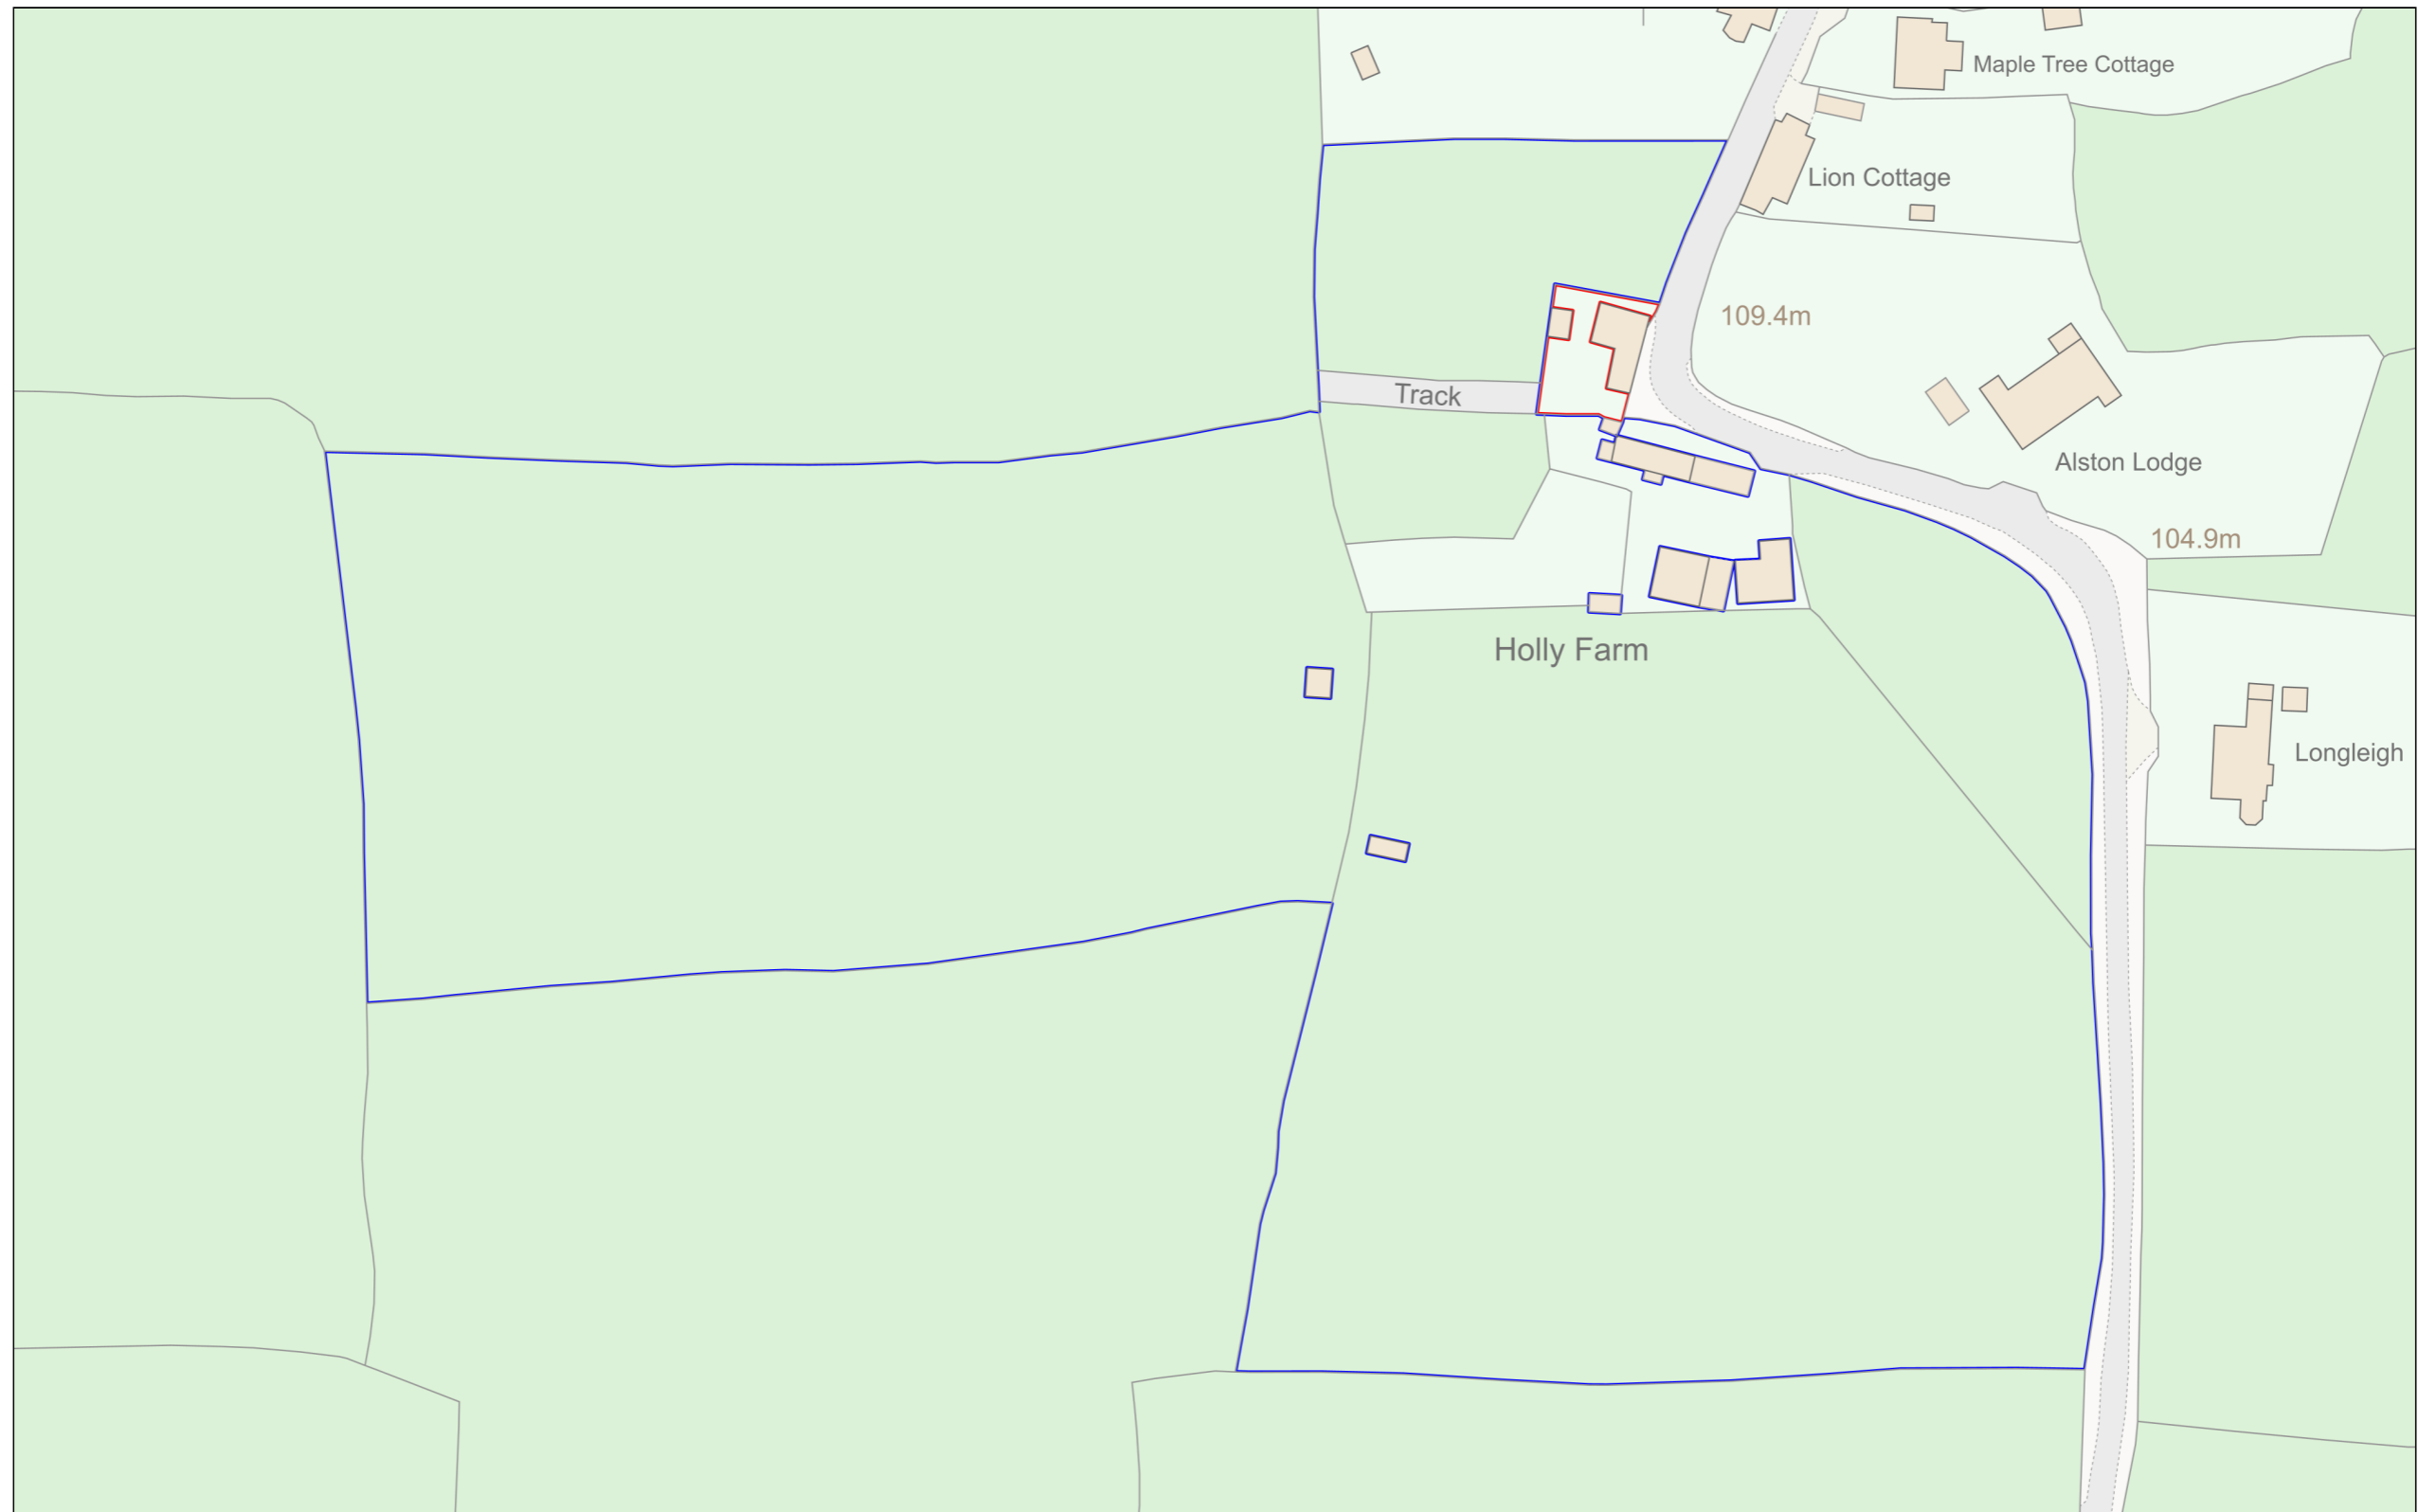 Maple Tree Cottage
Lion Cottage
109.4m
Track
Alston Lodge
104.9m
Holly Farm
Longleigh